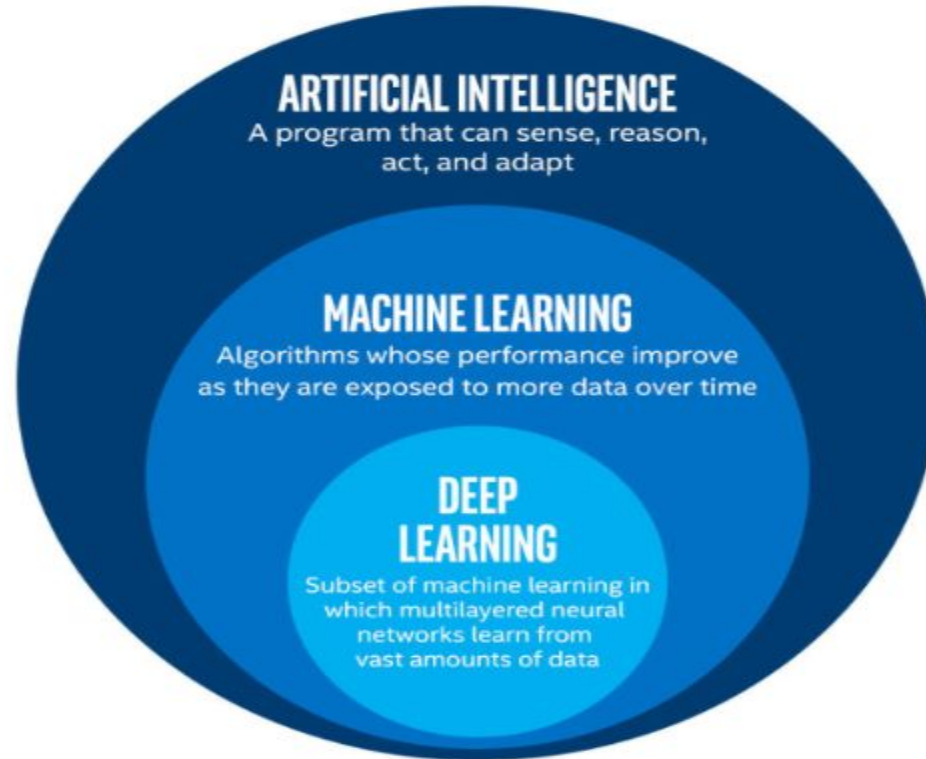 ARTIFICIAL INTELLIGENCE
A program that can sense, reason,
act, and adapt
MACHINE LEARNING
Algorithms whose performance improve
as they are exposed to more data over time
DEEP
LEARNING
Subset of machine learning in
which multilayered neural
networks learn from
vast amounts of data